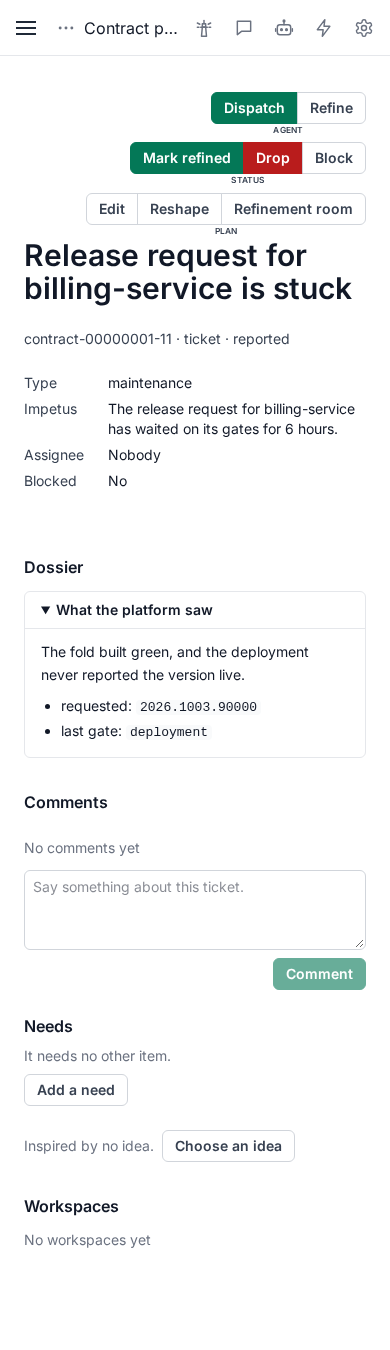 Contract p...
Dispatch Refine
AGENT
Mark refined Drop Block
STATUS
Edit Reshape Refinement room
PLAN
Release request for
billing-service is stuck
contract-00000001-11 · ticket · reported
Type maintenance
Impetus The release request for billing-service
has waited on its gates for 6 hours.
Assignee Nobody
Blocked No
Dossier
▼ What the platform saw
The fold built green, and the deployment
never reported the version live.
• requested: 2026.1003.90000
• last gate: deployment
Comments
No comments yet
Say something about this ticket.
Comment
Needs
It needs no other item.
Add a need
Inspired by no idea. Choose an idea
Workspaces
No workspaces yet